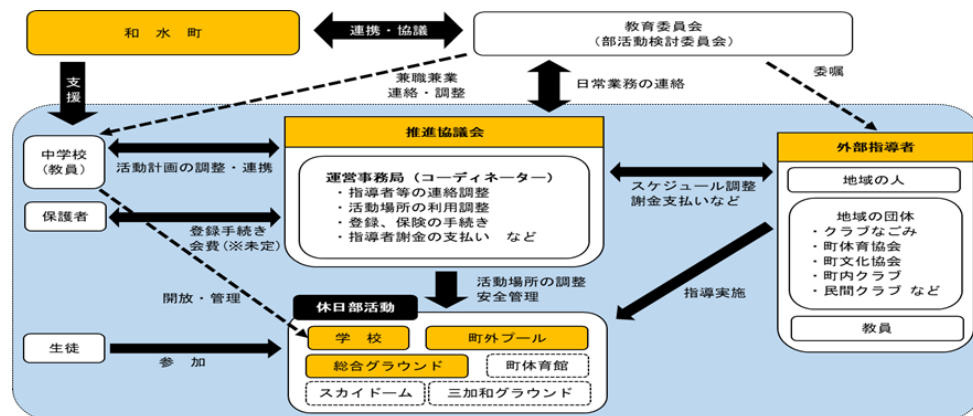 和 水 町
連携・協議
教育委員会
(部活動検討委員会)
支援
兼職兼業
連絡・調整
日常業務の連絡
委嘱
中学校
(教員)
活動計画の調整・連携
保護者
登録手続き
会費(※未定)
推進協議会
運営事務局（コーディネーター）
・指導者等の連絡調整
・活動場所の利用調整
・登録、保険の手続き
・指導者謝金の支払い など
スケジュール調整
謝金支払いなど
外部指導者
地域の人
地域の団体
・クラブなごみ
・町体育協会
・町文化協会
・町内クラブ
・民間クラブ など
教員
開放・管理
活動場所の調整
安全管理
指導実施
生徒
参 加
休日部活動
学 校
町外プール
総合グラウンド
町体育館
スカイドーム
三加和グラウンド